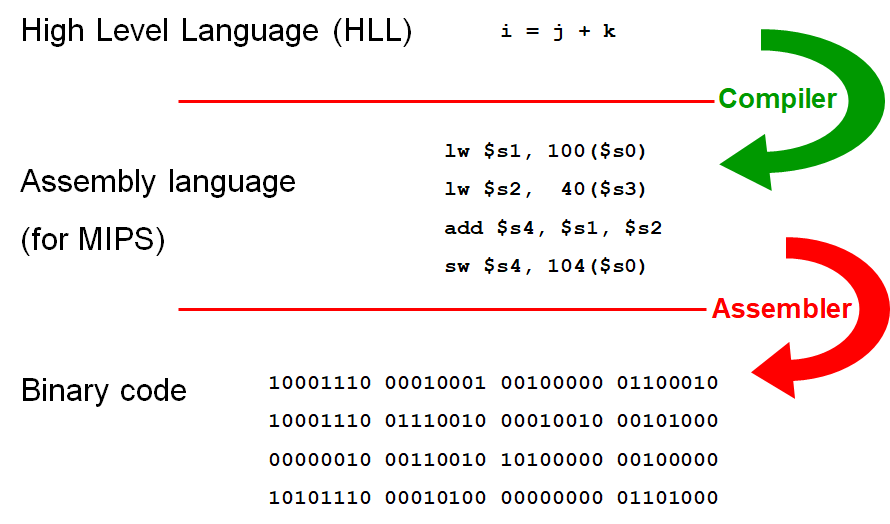 High Level Language (HLL) i = j + k
Compiler
lw $s1, 100($s0)
Assembly language
lw $s2,  40($s3)
(for MIPS)
add $s4, $s1, $s2
sw $s4, 104($s0)
Assembler
Binary code
10001110 00010001 00100000 01100010
10001110 01110010 00010010 00101000
00000010 00110010 10100000 00100000
10101110 00010100 00000000 01101000